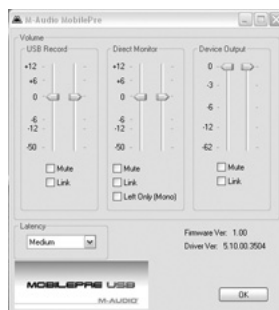 M-Audio MobilePre
Volume
USB Record
+12
+6
0
-6
-12
-50
Mute
Link
Direct Monitor
+12
+6
0
-6
-12
-50
Mute
Link
Left Only (Mono)
Device Output
0
-3
-6
-12
-62
Mute
Link
Latency
Medium
Firmware Ver: 1.00
Driver Ver: 5.10.00.3504
MOBILEPRE USB
M-AUDIO
OK